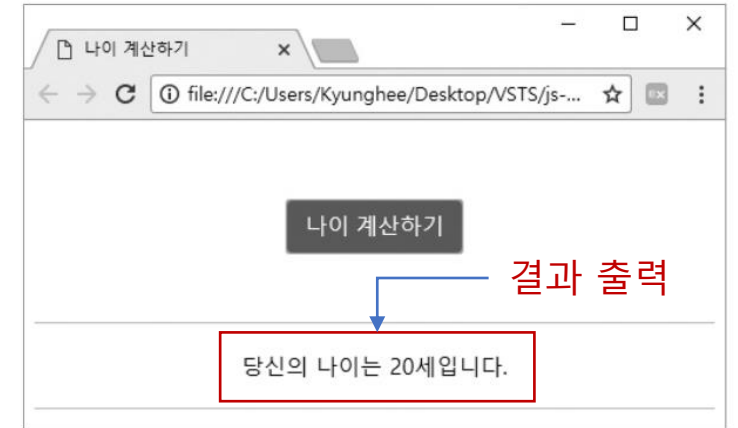 나이 계산하기
file:///C:/Users/Kyunghee/Desktop/VSTS/js-...
나이 계산하기
결과 출력
당신의 나이는 20세입니다.